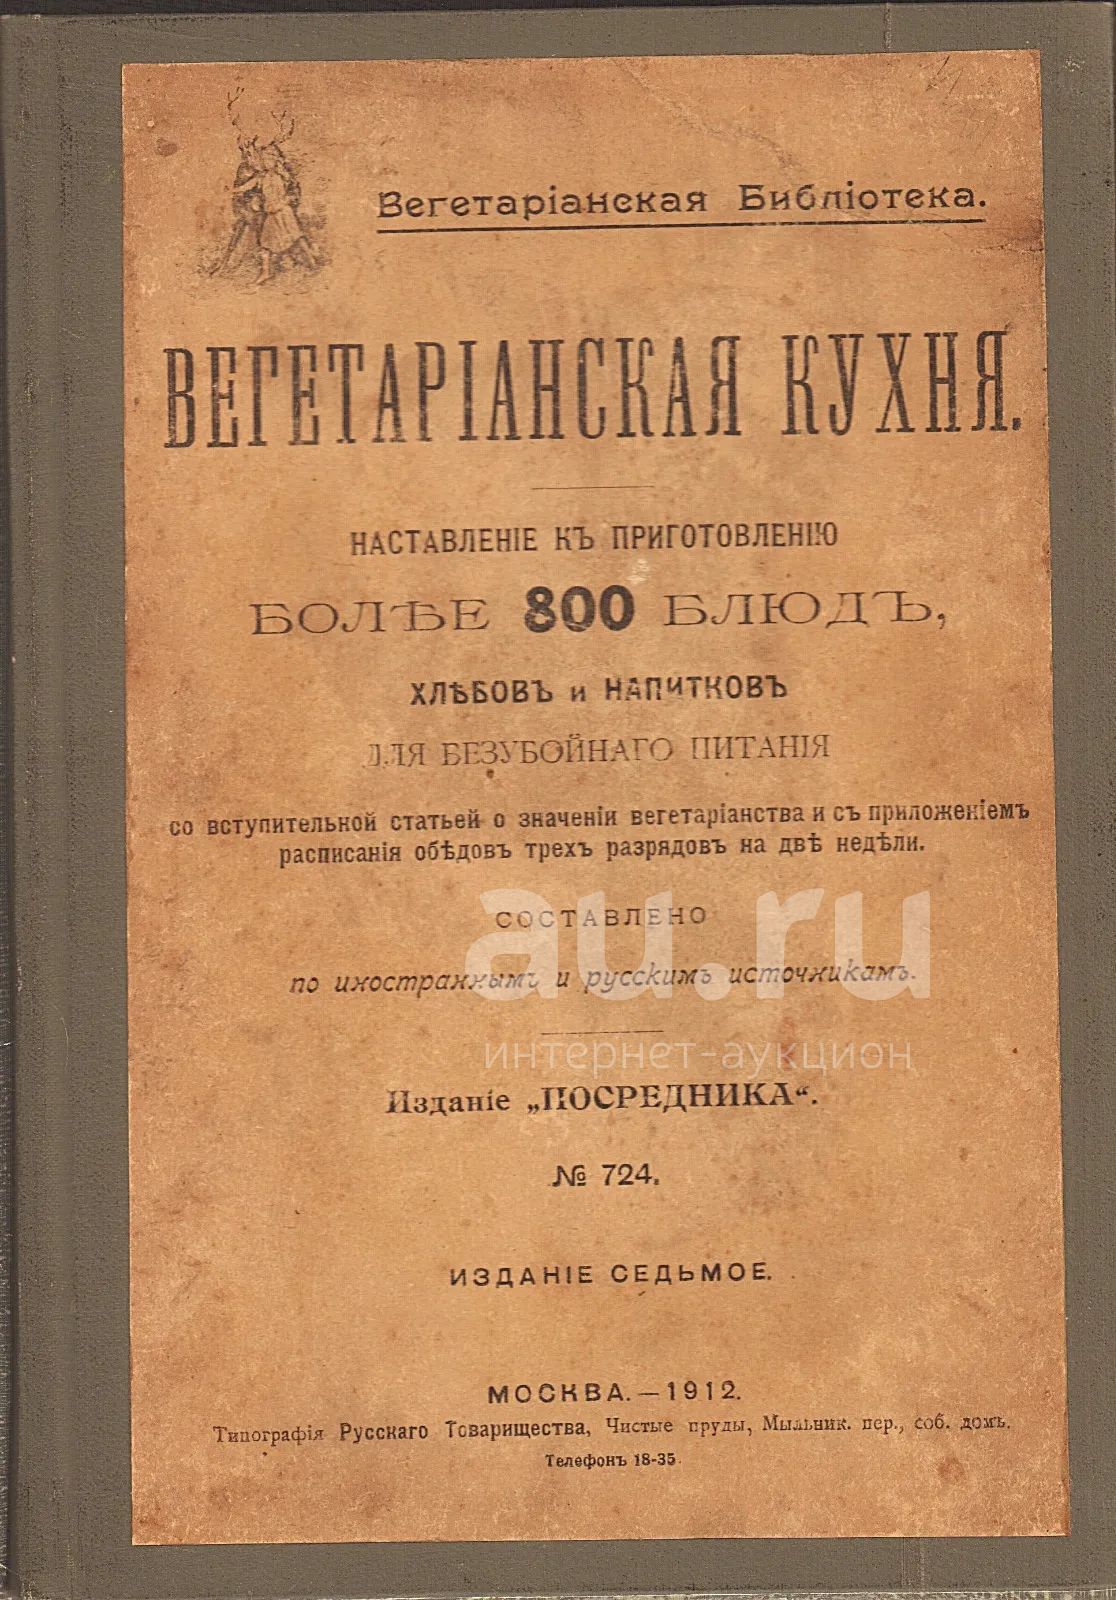 Вегетаріанская Библіотека.
ВЕГЕТАРІАНСКАЯ КУХНЯ.
НАСТАВЛЕНІЕ КЪ ПРИГОТОВЛЕНІЮ
БОЛѢЕ 800 БЛЮДЪ,
ХЛѢБОВЪ и НАПИТКОВЪ
ДЛЯ БЕЗУБОЙНАГО ПИТАНІЯ
со вступительной статьей о значеніи вегетаріанства и съ приложеніемъ
расписанія обѣдовъ трехъ разрядовъ на двѣ недѣли.
СОСТАВЛЕНО
по иностраннымъ и русскимъ источникамъ.
au.ru
интернет-аукцион
Изданіе „ПОСРЕДНИКА“.
№ 724.
ИЗДАНІЕ СЕДЬМОЕ.
МОСКВА.—1912.
Типографія Русскаго Товарищества, Чистые пруды, Мыльник. пер., соб. домъ.
Телефонъ 18-35.